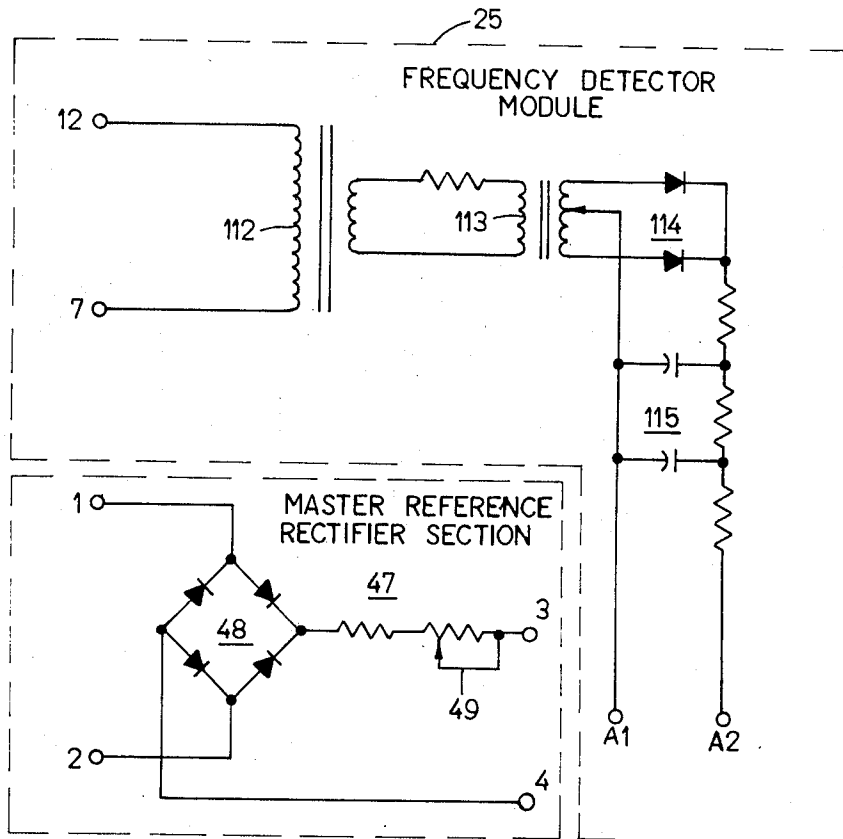 25
FREQUENCY DETECTOR
MODULE
12
112
113
114
7
115
1
MASTER REFERENCE
RECTIFIER SECTION
47
3
48
49
2
4
A1
A2